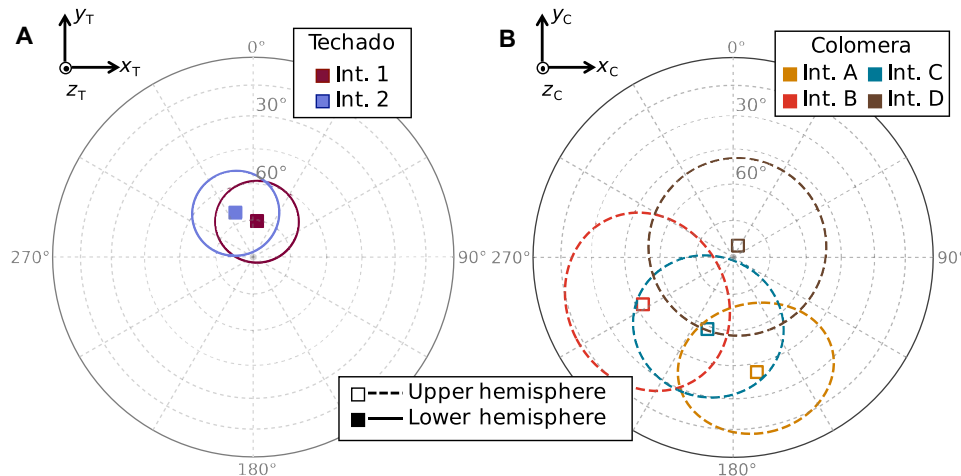 A
y_T
x_T
z_T
Techado
Int. 1
Int. 2
0°
30°
60°
270°
90°
180°
B
y_C
x_C
z_C
Colomera
Int. A
Int. C
Int. B
Int. D
0°
30°
60°
270°
90°
180°
Upper hemisphere
Lower hemisphere